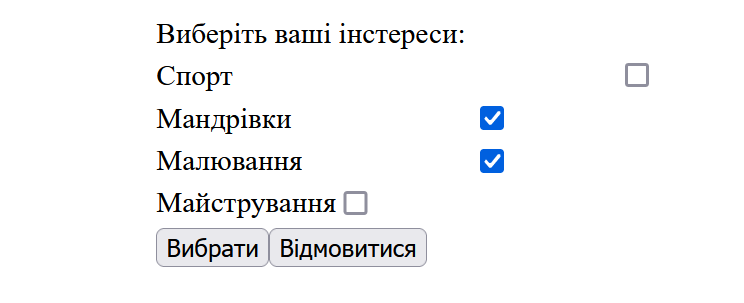 Виберіть ваші інстереси:
Спорт
Мандрівки
Малювання
Майстрування
Вибрати Відмовитися